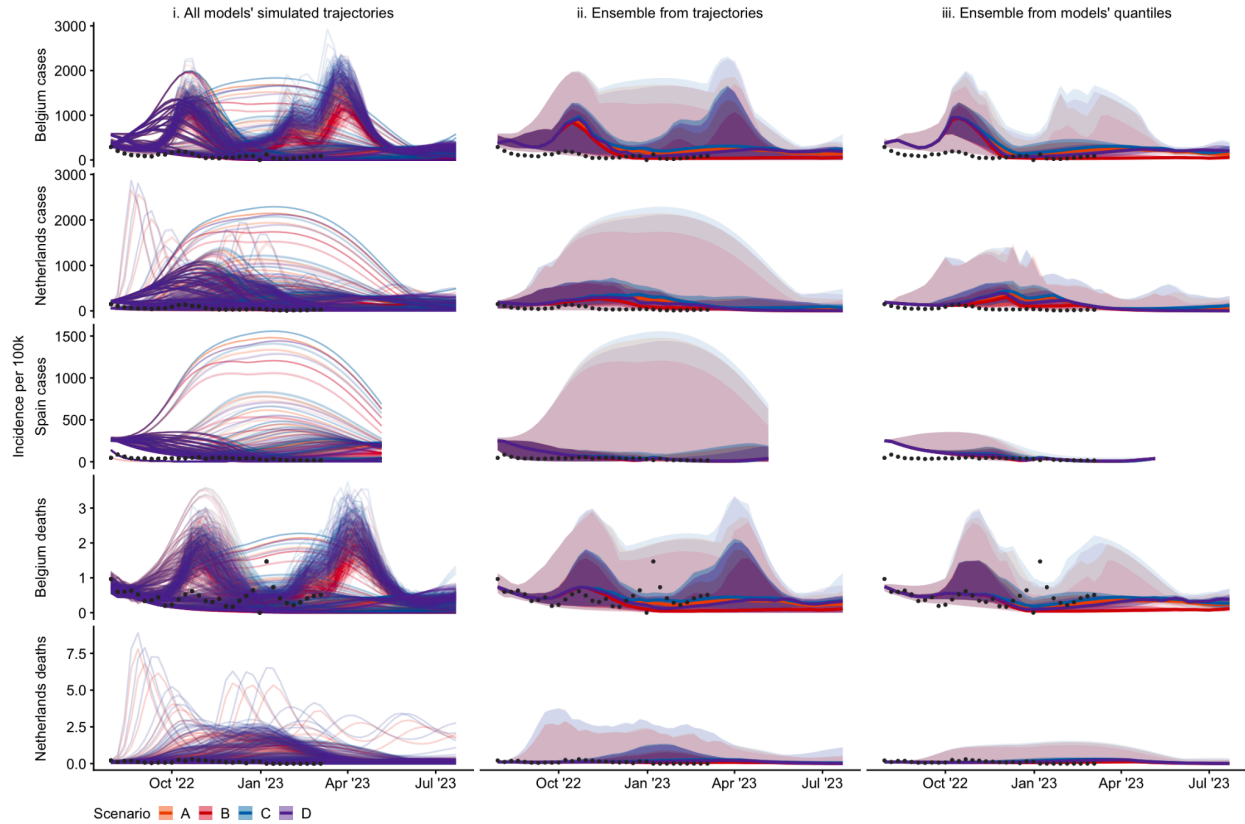 i. All models' simulated trajectories
ii. Ensemble from trajectories
iii. Ensemble from models' quantiles
Incidence per 100k
Belgium cases
3000
2000
1000
0
Netherlands cases
3000
2000
1000
0
Spain cases
1500
1000
500
0
Belgium deaths
3
2
1
0
Netherlands deaths
7.5
5.0
2.5
0.0
Oct '22 Jan '23 Apr '23 Jul '23
Oct '22 Jan '23 Apr '23 Jul '23
Oct '22 Jan '23 Apr '23 Jul '23
Scenario A B C D